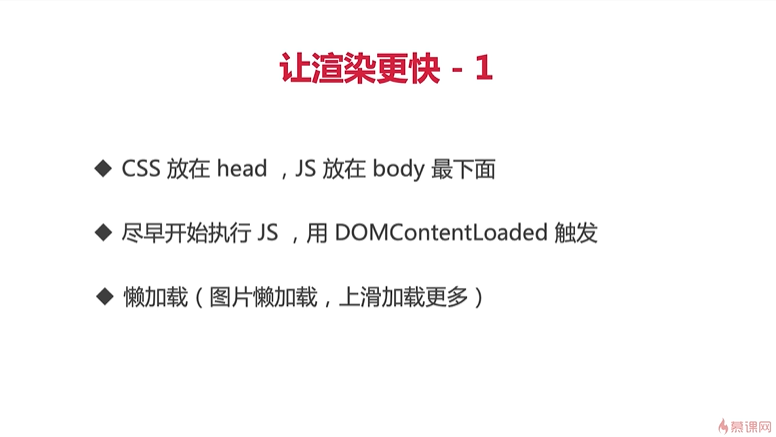 让渲染更快 - 1
◆ CSS 放在 head ，JS 放在 body 最下面
◆ 尽早开始执行 JS ，用 DOMContentLoaded 触发
◆ 懒加载（图片懒加载，上滑加载更多）
慕课网